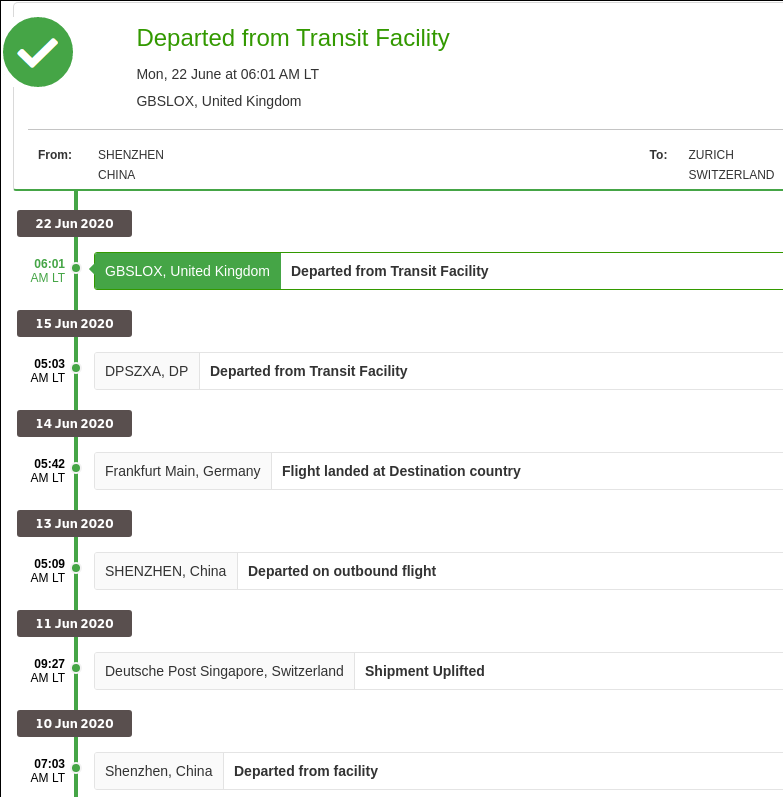 Departed from Transit Facility
Mon, 22 June at 06:01 AM LT
GBSLOX, United Kingdom
From: SHENZHEN To: ZURICH
CHINA SWITZERLAND
22 Jun 2020
06:01
AM LT
GBSLOX, United Kingdom Departed from Transit Facility
15 Jun 2020
05:03
AM LT
DPSZXA, DP Departed from Transit Facility
14 Jun 2020
05:42
AM LT
Frankfurt Main, Germany Flight landed at Destination country
13 Jun 2020
05:09
AM LT
SHENZHEN, China Departed on outbound flight
11 Jun 2020
09:27
AM LT
Deutsche Post Singapore, Switzerland Shipment Uplifted
10 Jun 2020
07:03
AM LT
Shenzhen, China Departed from facility